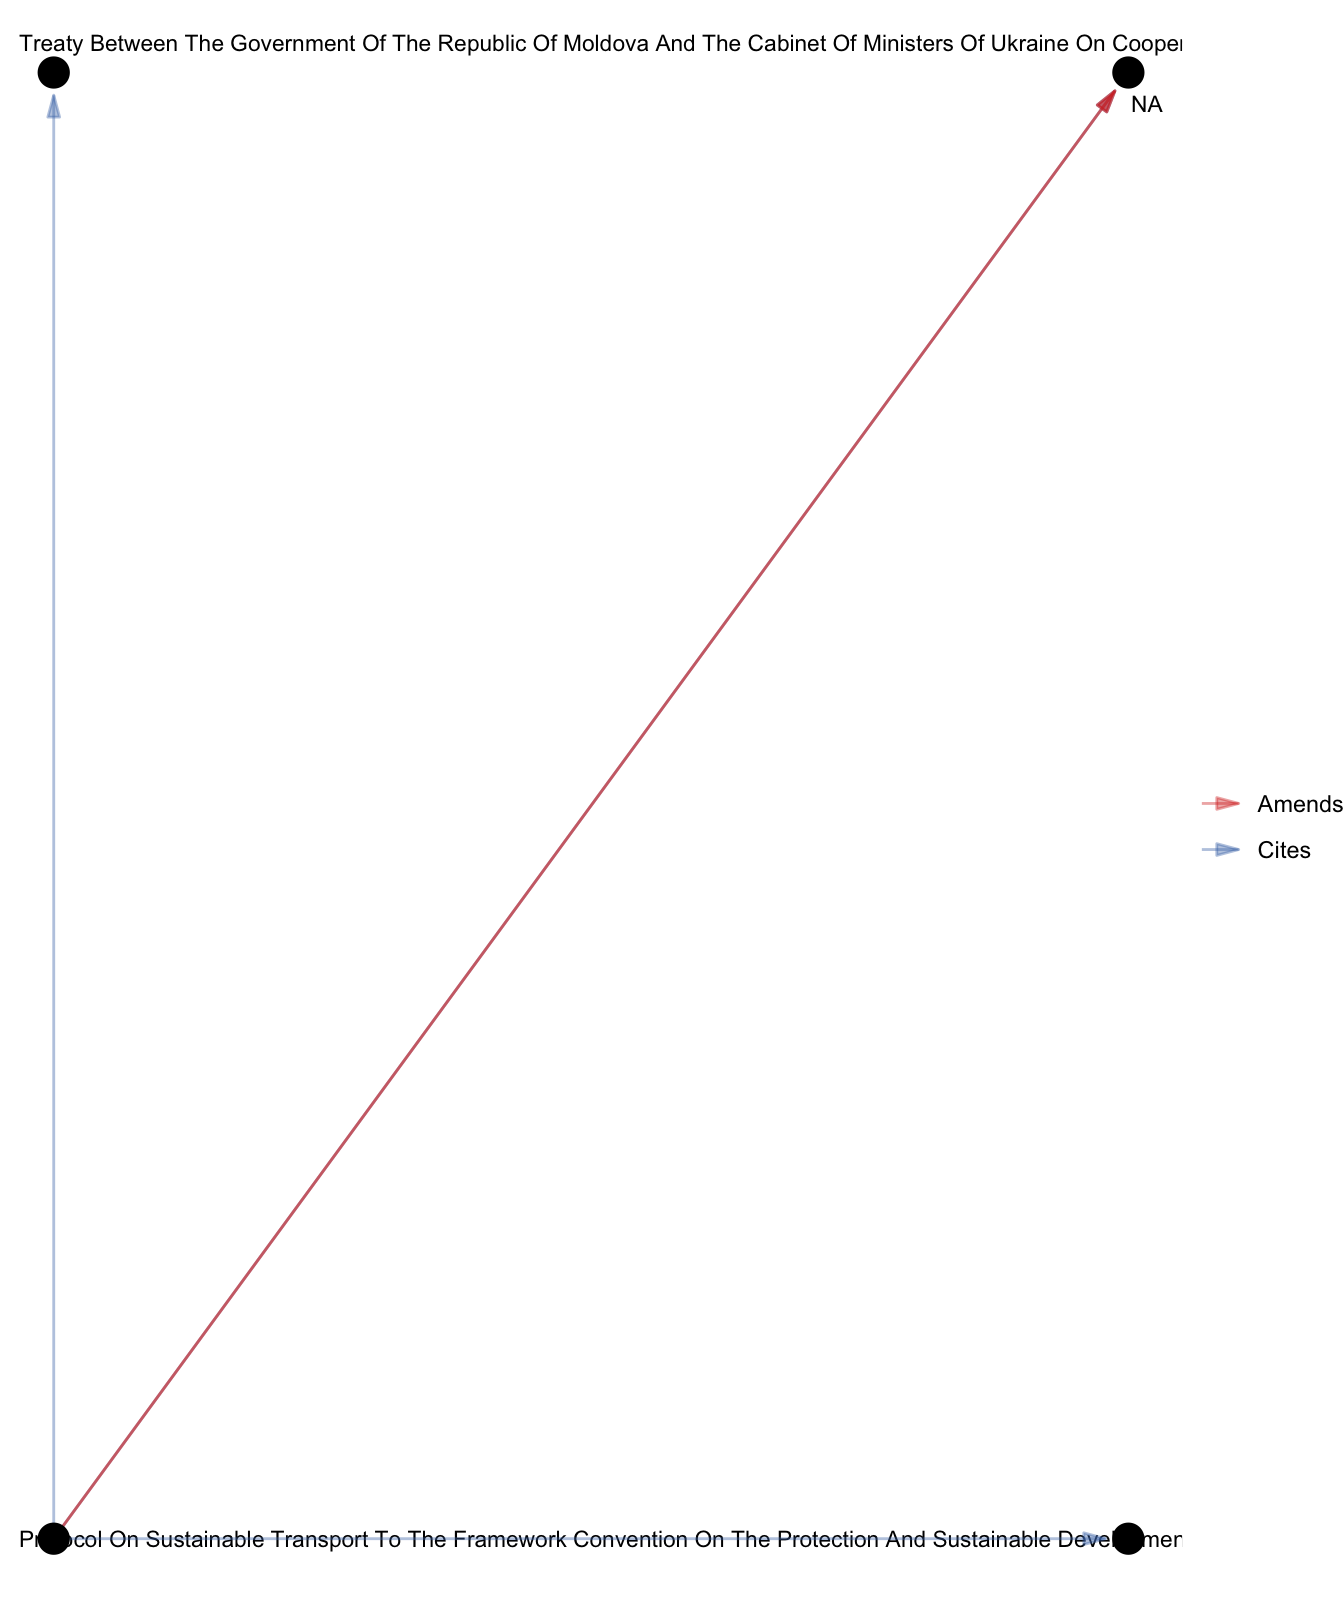 Treaty Between The Government Of The Republic Of Moldova And The Cabinet Of Ministers Of Ukraine On Cooper
NA
Amends
Cites
Protocol On Sustainable Transport To The Framework Convention On The Protection And Sustainable Developmen